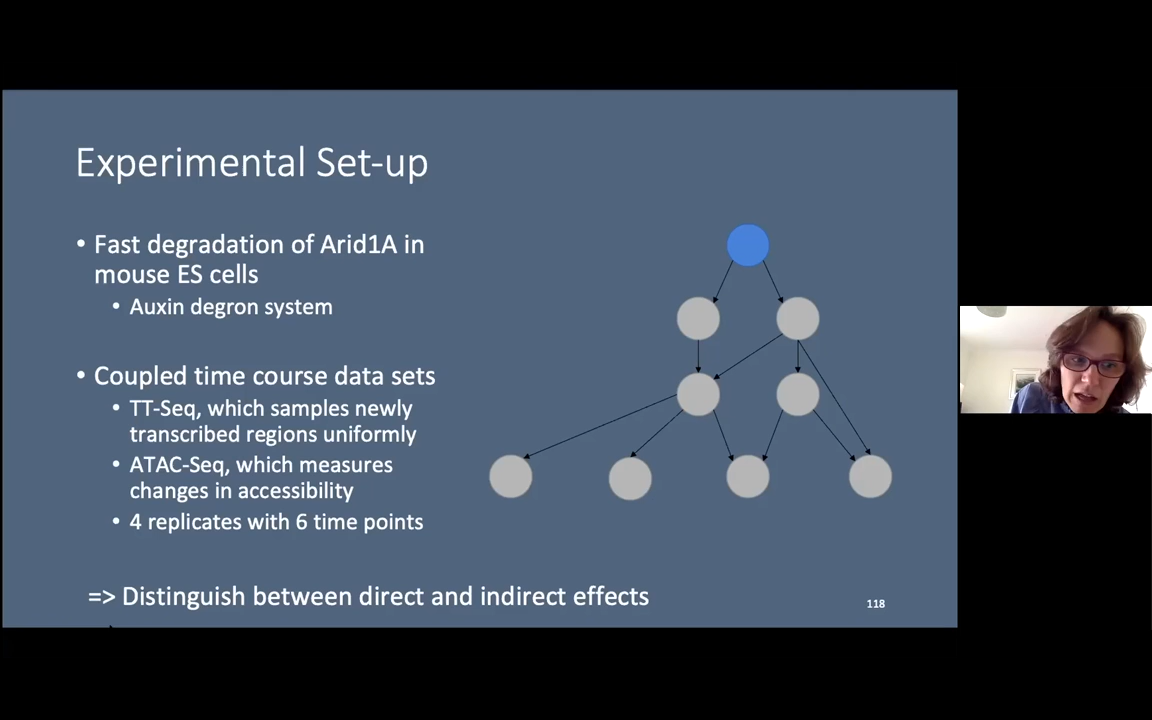 Experimental Set-up
• Fast degradation of Arid1A in
mouse ES cells
• Auxin degron system
• Coupled time course data sets
• TT-Seq, which samples newly
transcribed regions uniformly
• ATAC-Seq, which measures
changes in accessibility
• 4 replicates with 6 time points
=> Distinguish between direct and indirect effects
118